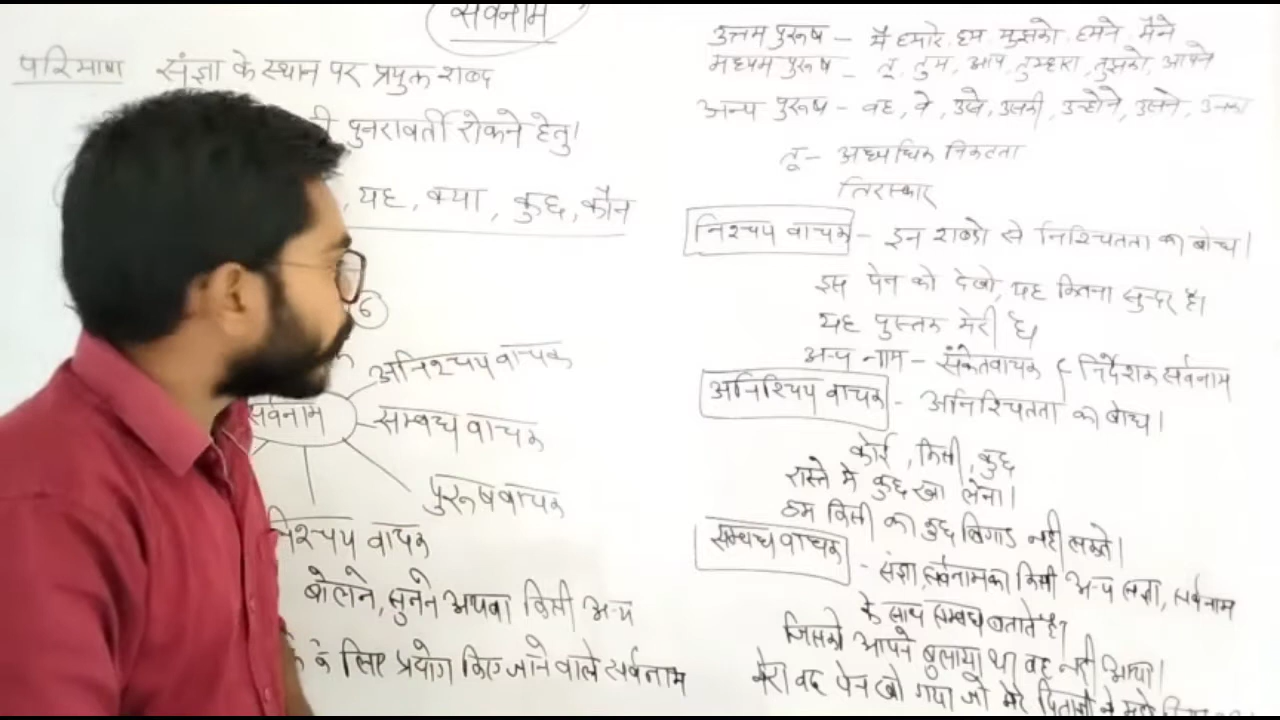 सर्वनाम
परिभाषा संज्ञा के स्थान पर प्रयुक्त शब्द
पुनरावर्ती रोकने हेतु।
, यह, क्या, कुछ, कौन
6
अनिश्चय वाचक
सर्वनाम
सम्बन्ध वाचक
पुरूषवाचक
निश्चय वाचक
बोलने, सुनने अथवा किसी अन्य
के लिए प्रयोग किए जाने वाले सर्वनाम
उत्तम पुरूष - मैं हमारे, हम, मुझको, हमने, मैंने
मध्यम पुरूष - तू, तुम, आप, तुम्हारा, तुझको, आपने
अन्य पुरूष - वह, वे, उसे, उसकी, उन्होंने, उसने,
तू - अत्यधिक निकटता
तिरस्कार
निश्चय वाचक - इन शब्दो से निश्चितता का बोध।
इस पेन को देखो, यह कितना सुन्दर है।
यह पुस्तक मेरी है।
अन्य नाम - संकेतवाचक / निर्देशक सर्वनाम
अनिश्चिय वाचक - अनिश्चितता का बोध।
कोई, किसी, कुछ
रास्ते में कुछ खा लेना।
हम किसी का कुछ बिगाड नही सकते।
सम्बन्ध वाचक - संज्ञा, सर्वनाम का किसी अन्य संज्ञा, सर्वनाम
के साथ सम्बन्ध बताते है।
जिसको आपने बुलाया था वह नही आया।
मेरा वह पेन खो गया जो मेरे पिताजी ने मुझे